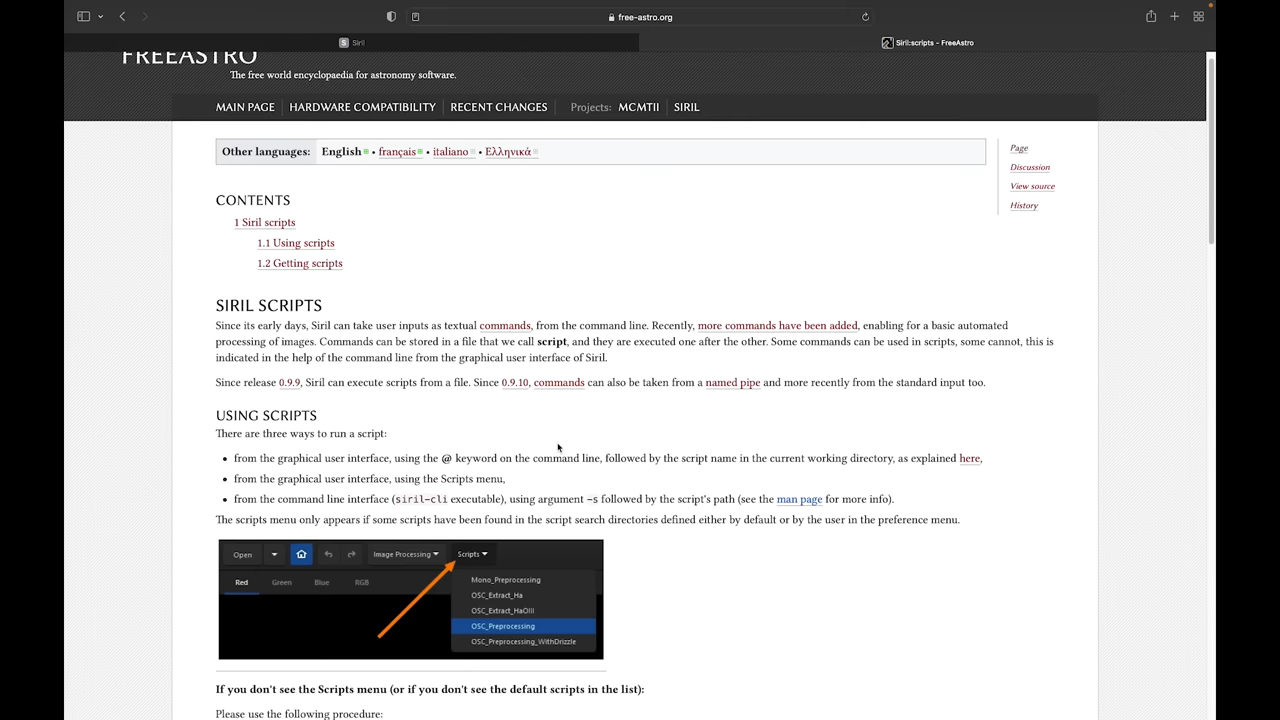 free-astro.org
S Siril
Siril:scripts - FreeAstro
FREEASTRO
The free world encyclopaedia for astronomy software.
MAIN PAGE HARDWARE COMPATIBILITY RECENT CHANGES Projects: MCMTII SIRIL
Other languages: English • français • italiano • Ελληνικά
Page
Discussion
View source
History
CONTENTS
1 Siril scripts
1.1 Using scripts
1.2 Getting scripts
SIRIL SCRIPTS
Since its early days, Siril can take user inputs as textual commands, from the command line. Recently, more commands have been added, enabling for a basic automated
processing of images. Commands can be stored in a file that we call script, and they are executed one after the other. Some commands can be used in scripts, some cannot, this is
indicated in the help of the command line from the graphical user interface of Siril.
Since release 0.9.9, Siril can execute scripts from a file. Since 0.9.10, commands can also be taken from a named pipe and more recently from the standard input too.
USING SCRIPTS
There are three ways to run a script:
• from the graphical user interface, using the @ keyword on the command line, followed by the script name in the current working directory, as explained here,
• from the graphical user interface, using the Scripts menu,
• from the command line interface (siril-cli executable), using argument -s followed by the script's path (see the man page for more info).
The scripts menu only appears if some scripts have been found in the script search directories defined either by default or by the user in the preference menu.
Open Image Processing Scripts
Red Green Blue RGB
Mono_Preprocessing
OSC_Extract_Ha
OSC_Extract_HaOIII
OSC_Preprocessing
OSC_Preprocessing_WithDrizzle
If you don't see the Scripts menu (or if you don't see the default scripts in the list):
Please use the following procedure: